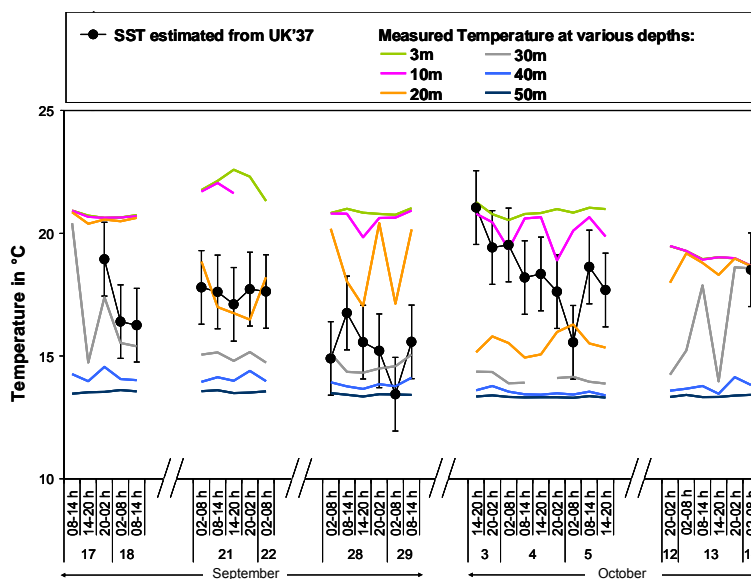 SST estimated from UK'37
Measured Temperature at various depths:
3m
30m
10m
40m
20m
50m
Temperature in °C
25
20
15
10
08-14 h
14-20 h
20-02 h
02-08 h
08-14 h
02-08 h
08-14 h
14-20 h
20-02 h
02-08 h
02-08 h
08-14 h
14-20 h
20-02 h
02-08 h
08-14 h
14-20 h
20-02 h
02-08 h
08-14 h
14-20 h
20-02 h
02-08 h
08-14 h
14-20 h
20-02 h
02-08 h
08-14 h
14-20 h
20-02 h
17 18 21 22 28 29 3 4 5 12 13
September October